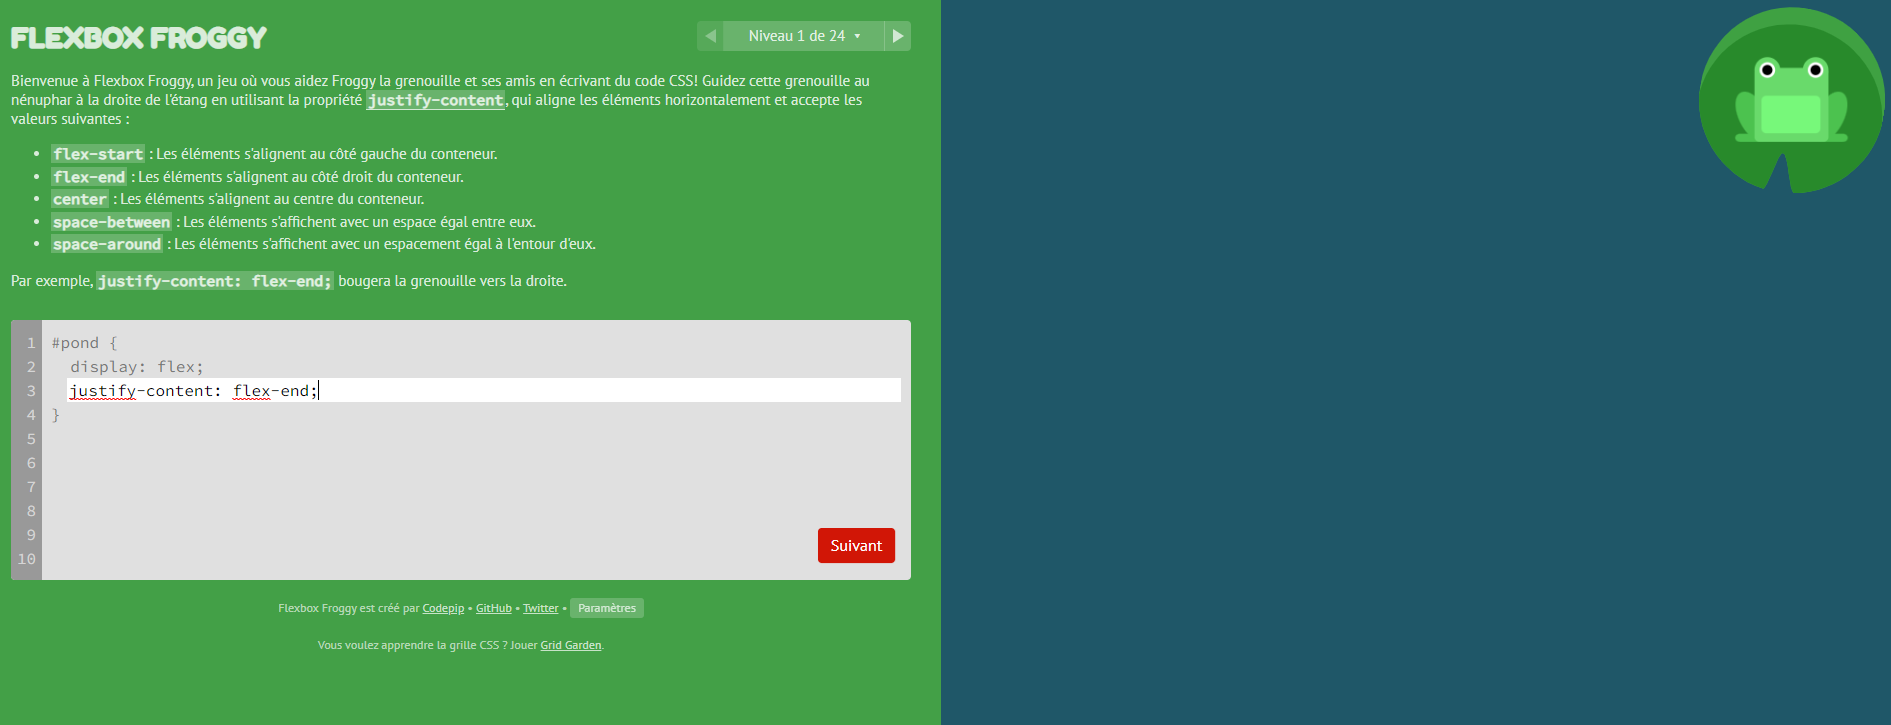 FLEXBOX FROGGY
Niveau 1 de 24
Bienvenue à Flexbox Froggy, un jeu où vous aidez Froggy la grenouille et ses amis en écrivant du code CSS! Guidez cette grenouille au
nénuphar à la droite de l'étang en utilisant la propriété justify-content, qui aligne les éléments horizontalement et accepte les
valeurs suivantes :
• flex-start : Les éléments s'alignent au côté gauche du conteneur.
• flex-end : Les éléments s'alignent au côté droit du conteneur.
• center : Les éléments s'alignent au centre du conteneur.
• space-between : Les éléments s'affichent avec un espace égal entre eux.
• space-around : Les éléments s'affichent avec un espacement égal à l'entour d'eux.
Par exemple, justify-content: flex-end; bougera la grenouille vers la droite.
1 #pond {
2 display: flex;
3 justify-content: flex-end;
4 }
5
6
7
8
9
10
Suivant
Flexbox Froggy est créé par Codepip • GitHub • Twitter • Paramètres
Vous voulez apprendre la grille CSS ? Jouer Grid Garden.